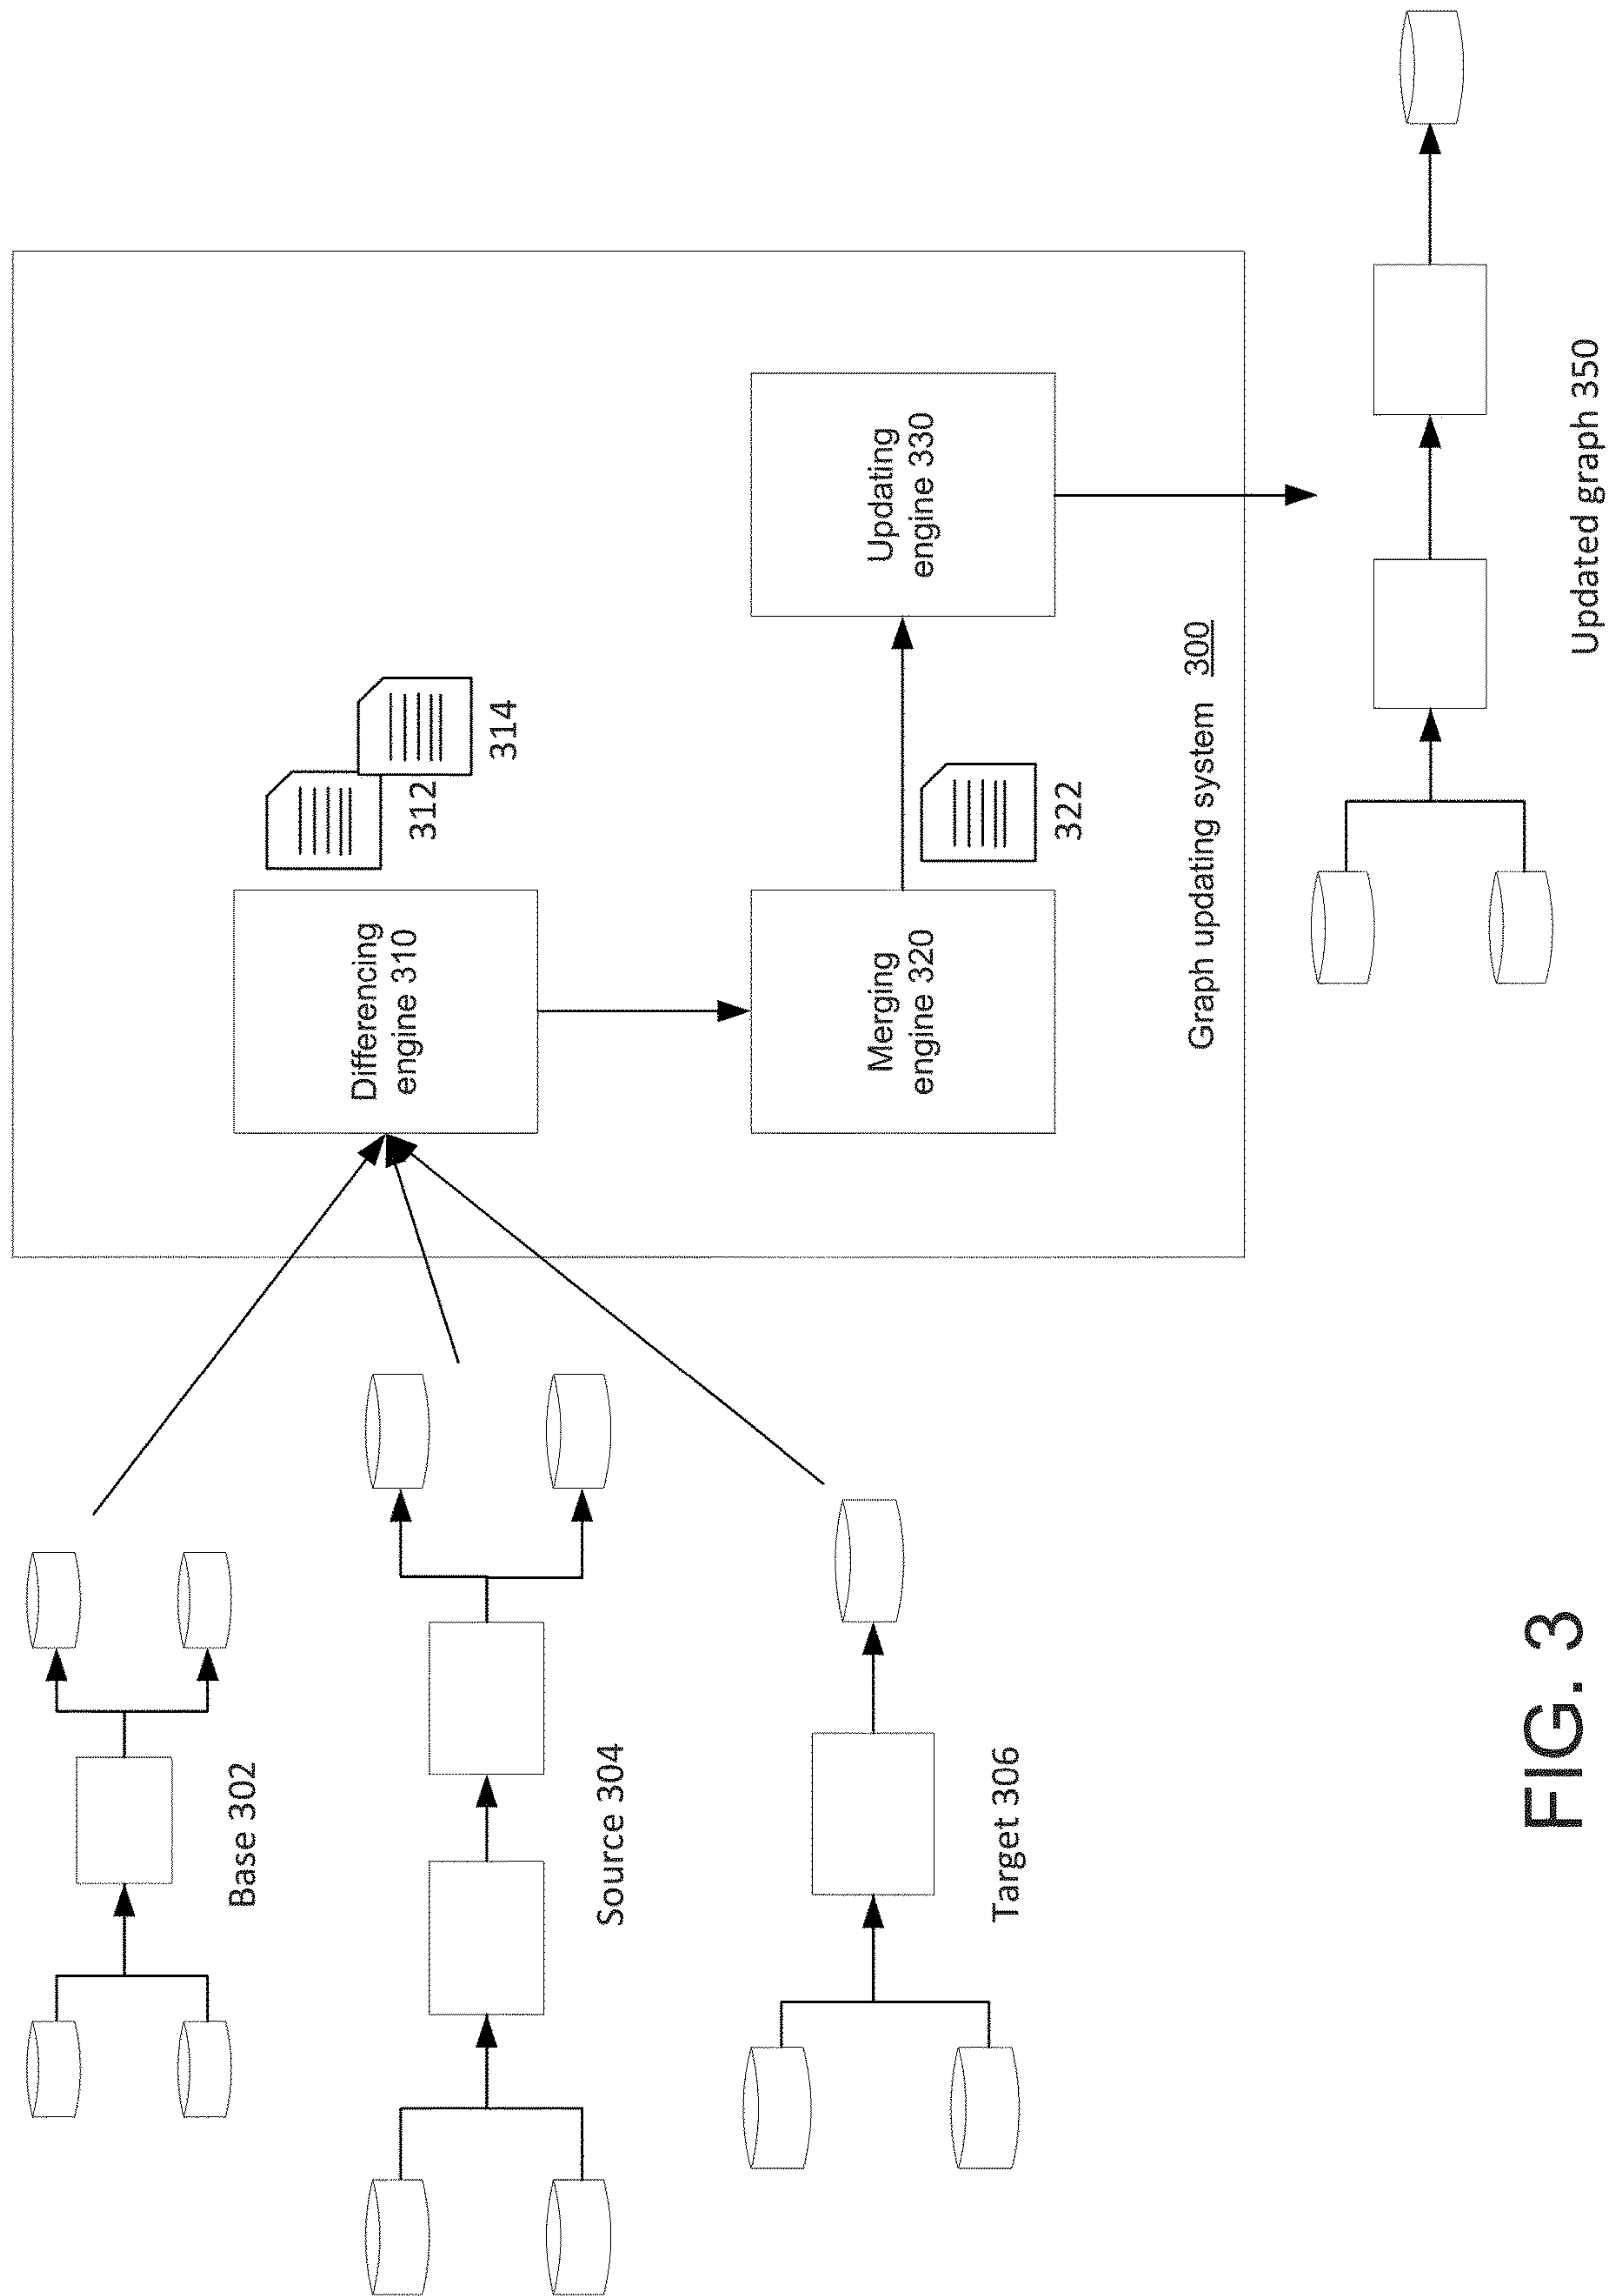 Base 302
Source 304
Target 306
Differencing
engine 310
312
314
Merging
engine 320
322
Updating
engine 330
Graph updating system 300
Updated graph 350
FIG. 3